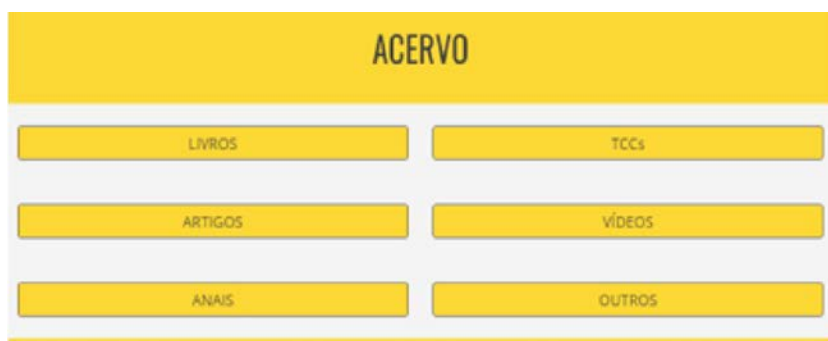 ACERVO
LIVROS
TCCs
ARTIGOS
VÍDEOS
ANAIS
OUTROS